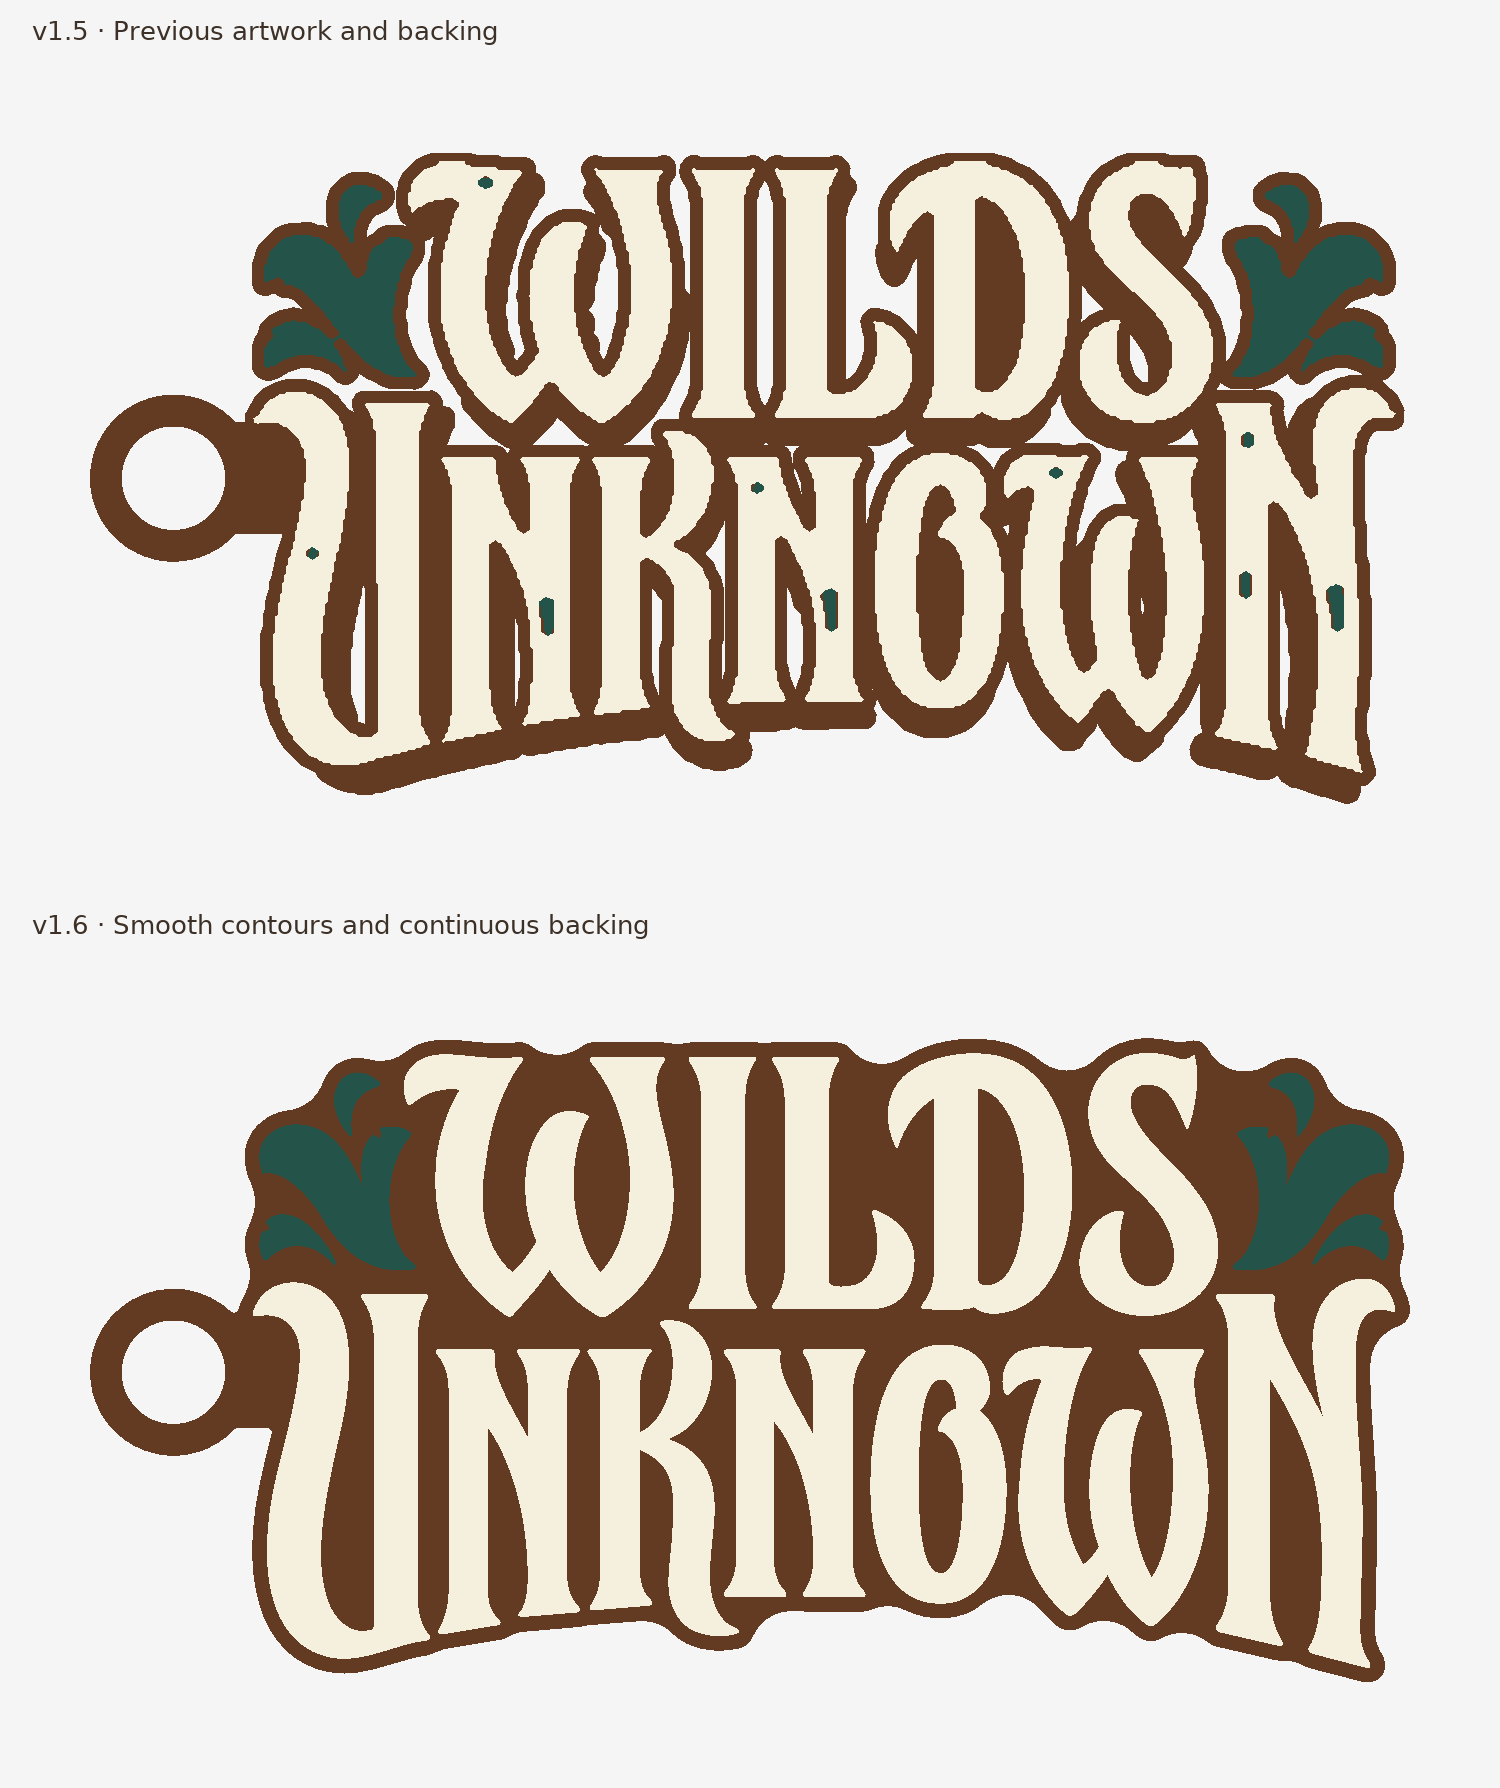 v1.5 · Previous artwork and backing
WILDS
UNKNOWN
v1.6 · Smooth contours and continuous backing
WILDS
UNKNOWN